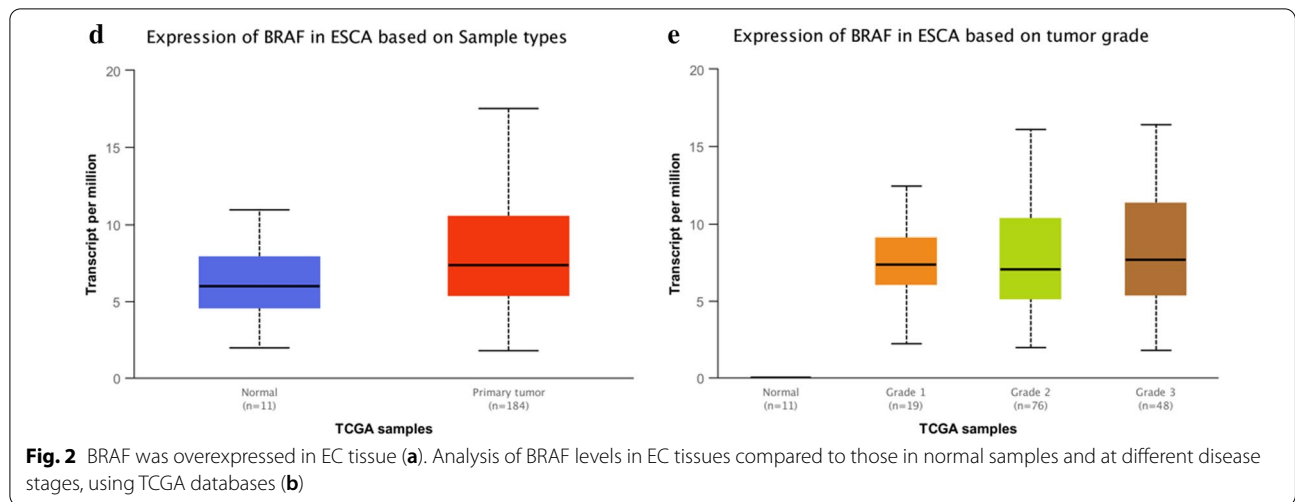 d
Expression of BRAF in ESCA based on Sample types
Transcript per million
20
15
10
5
0
Normal
(n=11)
Primary tumor
(n=184)
TCGA samples
e
Expression of BRAF in ESCA based on tumor grade
Transcript per million
20
15
10
5
0
Normal
(n=11)
Grade 1
(n=19)
Grade 2
(n=76)
Grade 3
(n=48)
TCGA samples
Fig. 2 BRAF was overexpressed in EC tissue (a). Analysis of BRAF levels in EC tissues compared to those in normal samples and at different disease
stages, using TCGA databases (b)